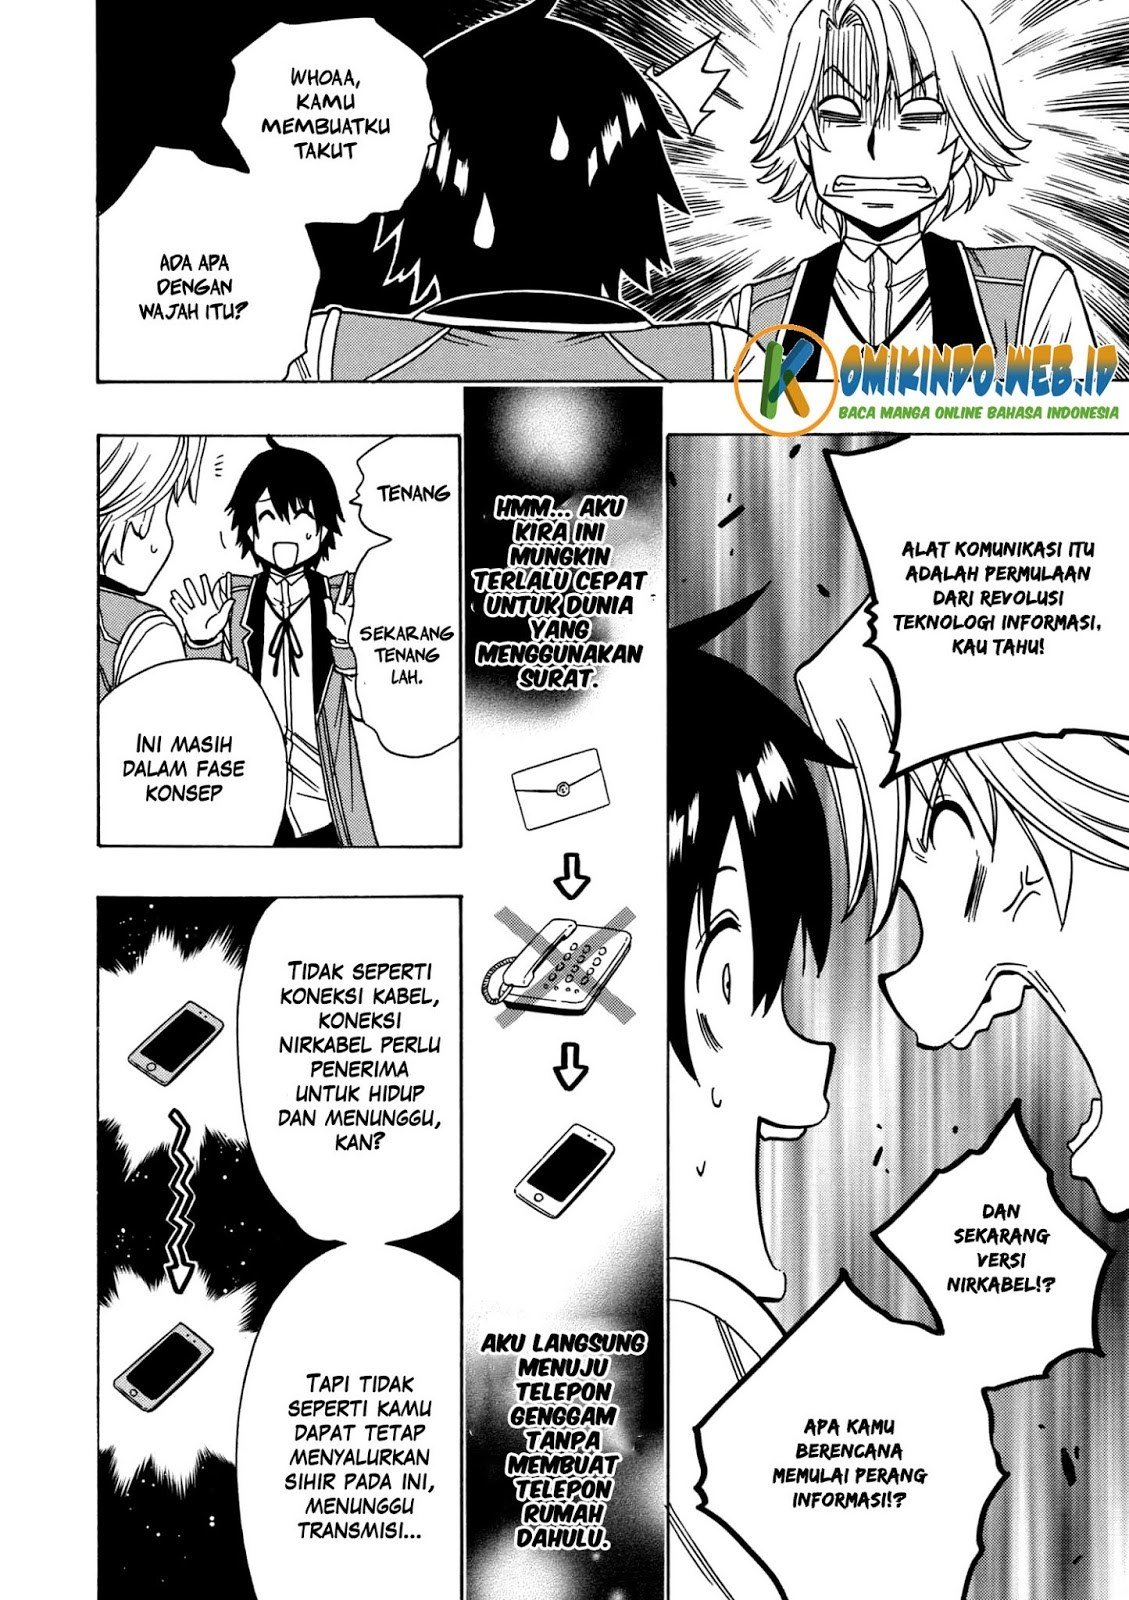 WHOAA,
KAMU
MEMBUATKU
TAKUT
ADA APA
DENGAN
WAJAH ITU?
KOMIKINDO.WEB.ID
BACA MANGA ONLINE BAHASA INDONESIA
ALAT KOMUNIKASI ITU
ADALAH PERMULAAN
DARI REVOLUSI
TEKNOLOGI INFORMASI,
KAU TAHU!
DAN
SEKARANG
VERSI
NIRKABEL!?
APA KAMU
BERENCANA
MEMULAI PERANG
INFORMASI!?
HMM... AKU
KIRA INI
MUNGKIN
TERLALU CEPAT
UNTUK DUNIA
YANG
MENGGUNAKAN
SURAT.
AKU LANGSUNG
MENUJU
TELEPON
GENGGAM
TANPA
MEMBUAT
TELEPON
RUMAH
DAHULU.
TENANG
SEKARANG
TENANG
LAH.
INI MASIH
DALAM FASE
KONSEP
TIDAK SEPERTI
KONEKSI KABEL,
KONEKSI
NIRKABEL PERLU
PENERIMA
UNTUK HIDUP
DAN MENUNGGU,
KAN?
TAPI TIDAK
SEPERTI KAMU
DAPAT TETAP
MENYALURKAN
SIHIR PADA INI,
MENUNGGU
TRANSMISI...